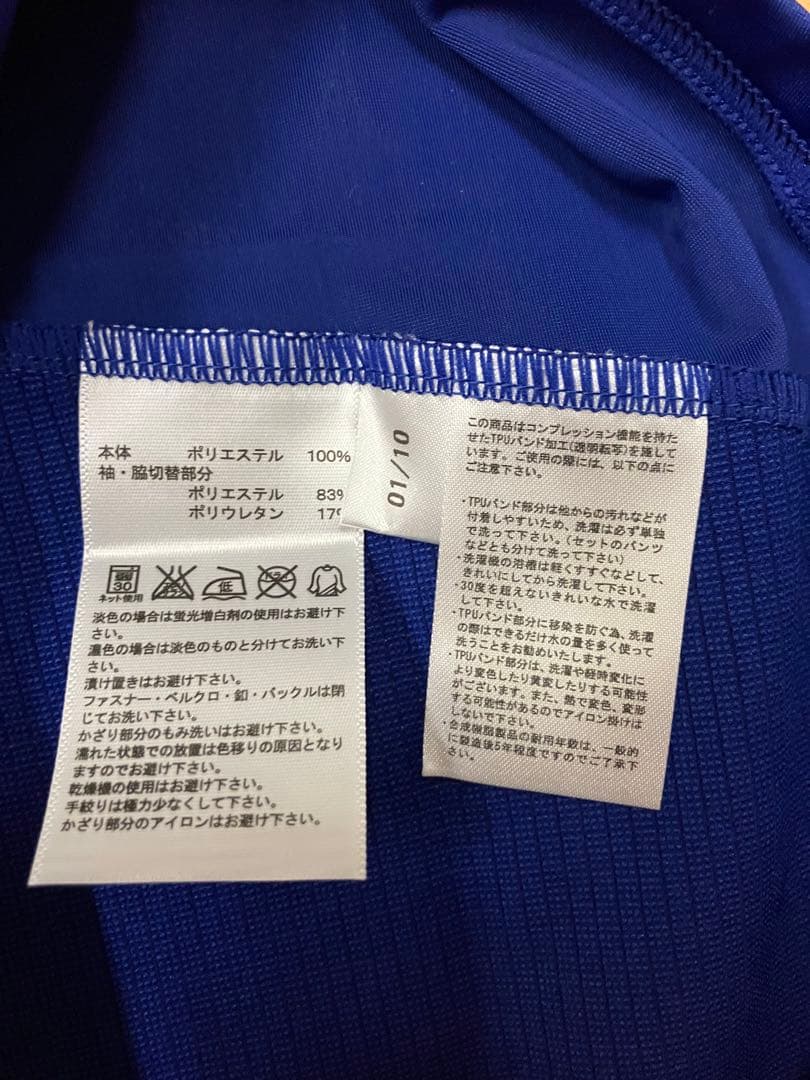 本体 ポリエステル 100%
袖・脇切替部分
ポリエステル 83%
ポリウレタン 17%
30
ネット使用
低
淡色の場合は蛍光増白剤の使用はお避け下
さい。
濃色の場合は淡色のものと分けてお洗い下
さい。
漬け置きはお避け下さい。
ファスナー・ベルクロ・釦・バックルは閉
じてお洗い下さい。
かざり部分のもみ洗いはお避け下さい。
濡れた状態での放置は色移りの原因となり
ますのでお避け下さい。
乾燥機の使用はお避け下さい。
手絞りは極力少なくして下さい。
かざり部分のアイロンはお避け下さい。
01/10
この商品はコンプレッション機能を持た
せたTPUバンド加工(透明転写)を施して
います。ご使用の際には、以下の点に
ご注意下さい。
・TPUバンド部分は他からの汚れなどが
付着しやすいため、洗濯は必ず単独
で洗って下さい。(セットのパンツ
などとも分けて洗って下さい)
・洗濯機の浴槽は軽くすすぐなどして、
きれいにしてから洗濯して下さい。
・30度を超えないきれいな水で洗濯
して下さい。
・TPUバンド部分に移染を防ぐ為、洗濯
の際はできるだけ水の量を多く使って
洗うことをお勧めいたします。
・TPUバンド部分は、洗濯や経時変化に
より変色したり黄変したりする可能性
がございます。また、熱で変色、変形
する可能性があるのでアイロン掛けは
しないで下さい。
・合成樹脂製品の耐用年数は、一般的
に製造後5年程度ですのでご了承下
さい。